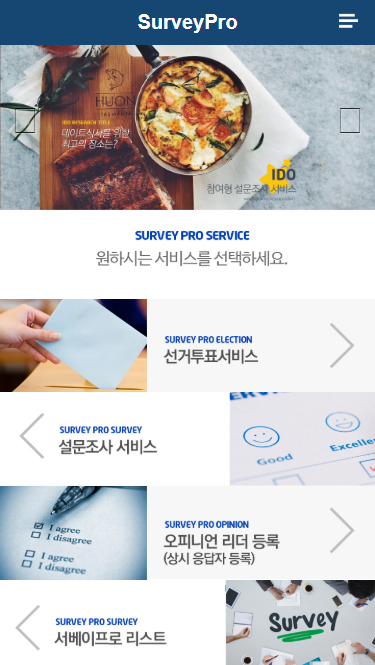 SurveyPro
HUON
IDO RESEARCH TITLE
데이트식사를 위한
최고의 장소는?
IDO
참여형 설문조사 서비스
SURVEY PRO SERVICE
원하시는 서비스를 선택하세요.
SURVEY PRO ELECTION
선거투표서비스
SURVEY PRO SURVEY
설문조사 서비스
Good
Excelle
I agree
I disagree
I agree
I disagree
SURVEY PRO OPINION
오피니언 리더 등록
(상시 응답자 등록)
SURVEY PRO SURVEY
서베이프로 리스트
Survey